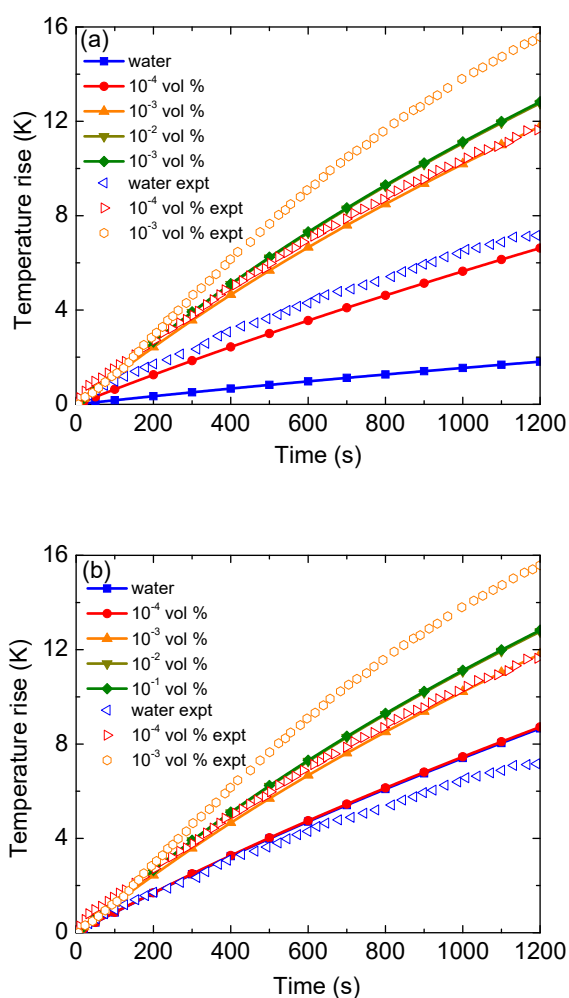 16
(a)
water
10⁻⁴ vol %
12
10⁻³ vol %
10⁻² vol %
10⁻³ vol %
8
water expt
10⁻⁴ vol % expt
10⁻³ vol % expt
4
0
Temperature rise (K)
0 200 400 600 800 1000 1200
Time (s)
16
(b)
water
10⁻⁴ vol %
12
10⁻³ vol %
10⁻² vol %
10⁻¹ vol %
water expt
8
10⁻⁴ vol % expt
10⁻³ vol % expt
4
0
Temperature rise (K)
0 200 400 600 800 1000 1200
Time (s)